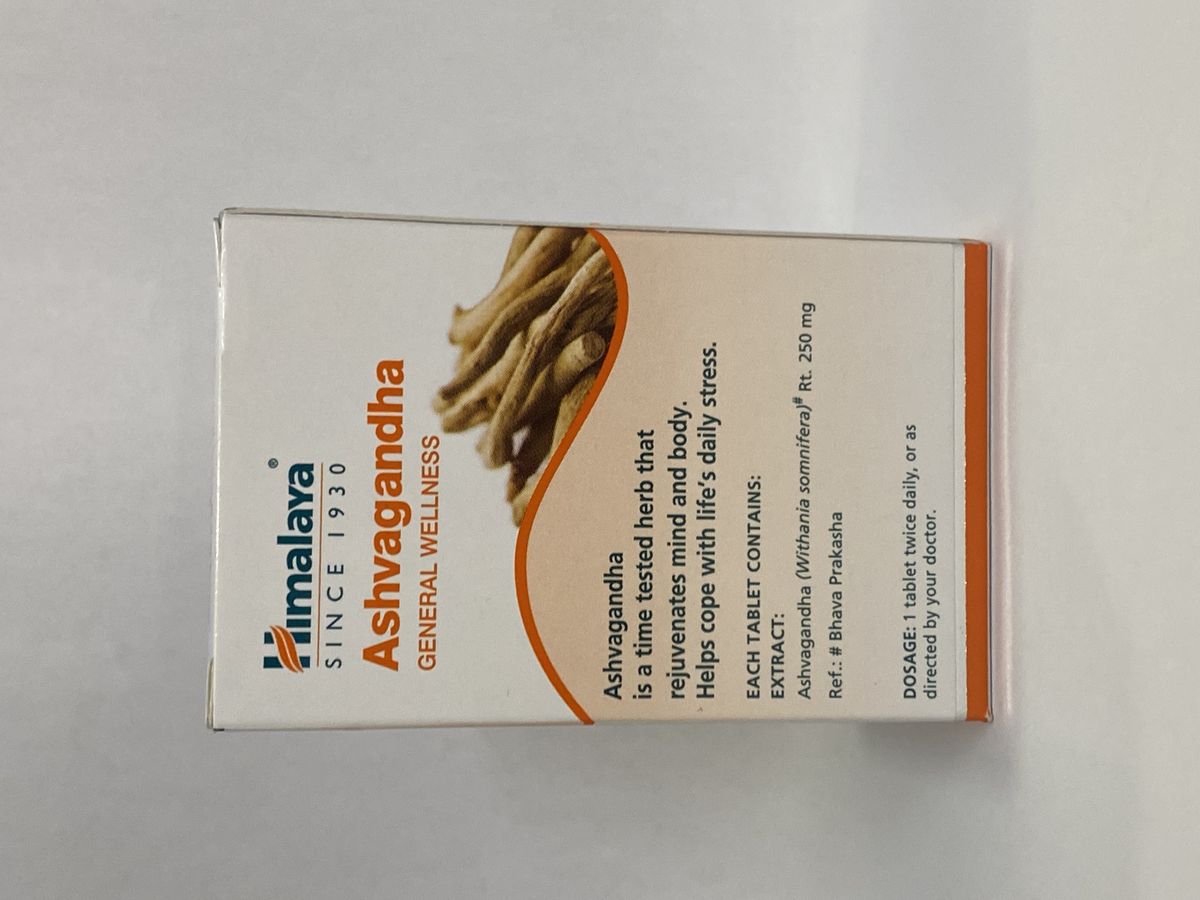 Himalaya®
SINCE 1930
Ashvagandha
GENERAL WELLNESS
Ashvagandha
is a time tested herb that
rejuvenates mind and body.
Helps cope with life's daily stress.
EACH TABLET CONTAINS:
EXTRACT:
Ashvagandha (Withania somnifera)# Rt. 250 mg
Ref.: # Bhava Prakasha
DOSAGE: 1 tablet twice daily, or as
directed by your doctor.